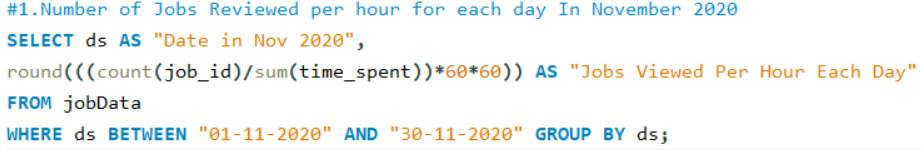 #1.Number of Jobs Reviewed per hour for each day In November 2020
SELECT ds AS "Date in Nov 2020",
round(((count(job_id)/sum(time_spent))*60*60)) AS "Jobs Viewed Per Hour Each Day"
FROM jobData
WHERE ds BETWEEN "01-11-2020" AND "30-11-2020" GROUP BY ds;